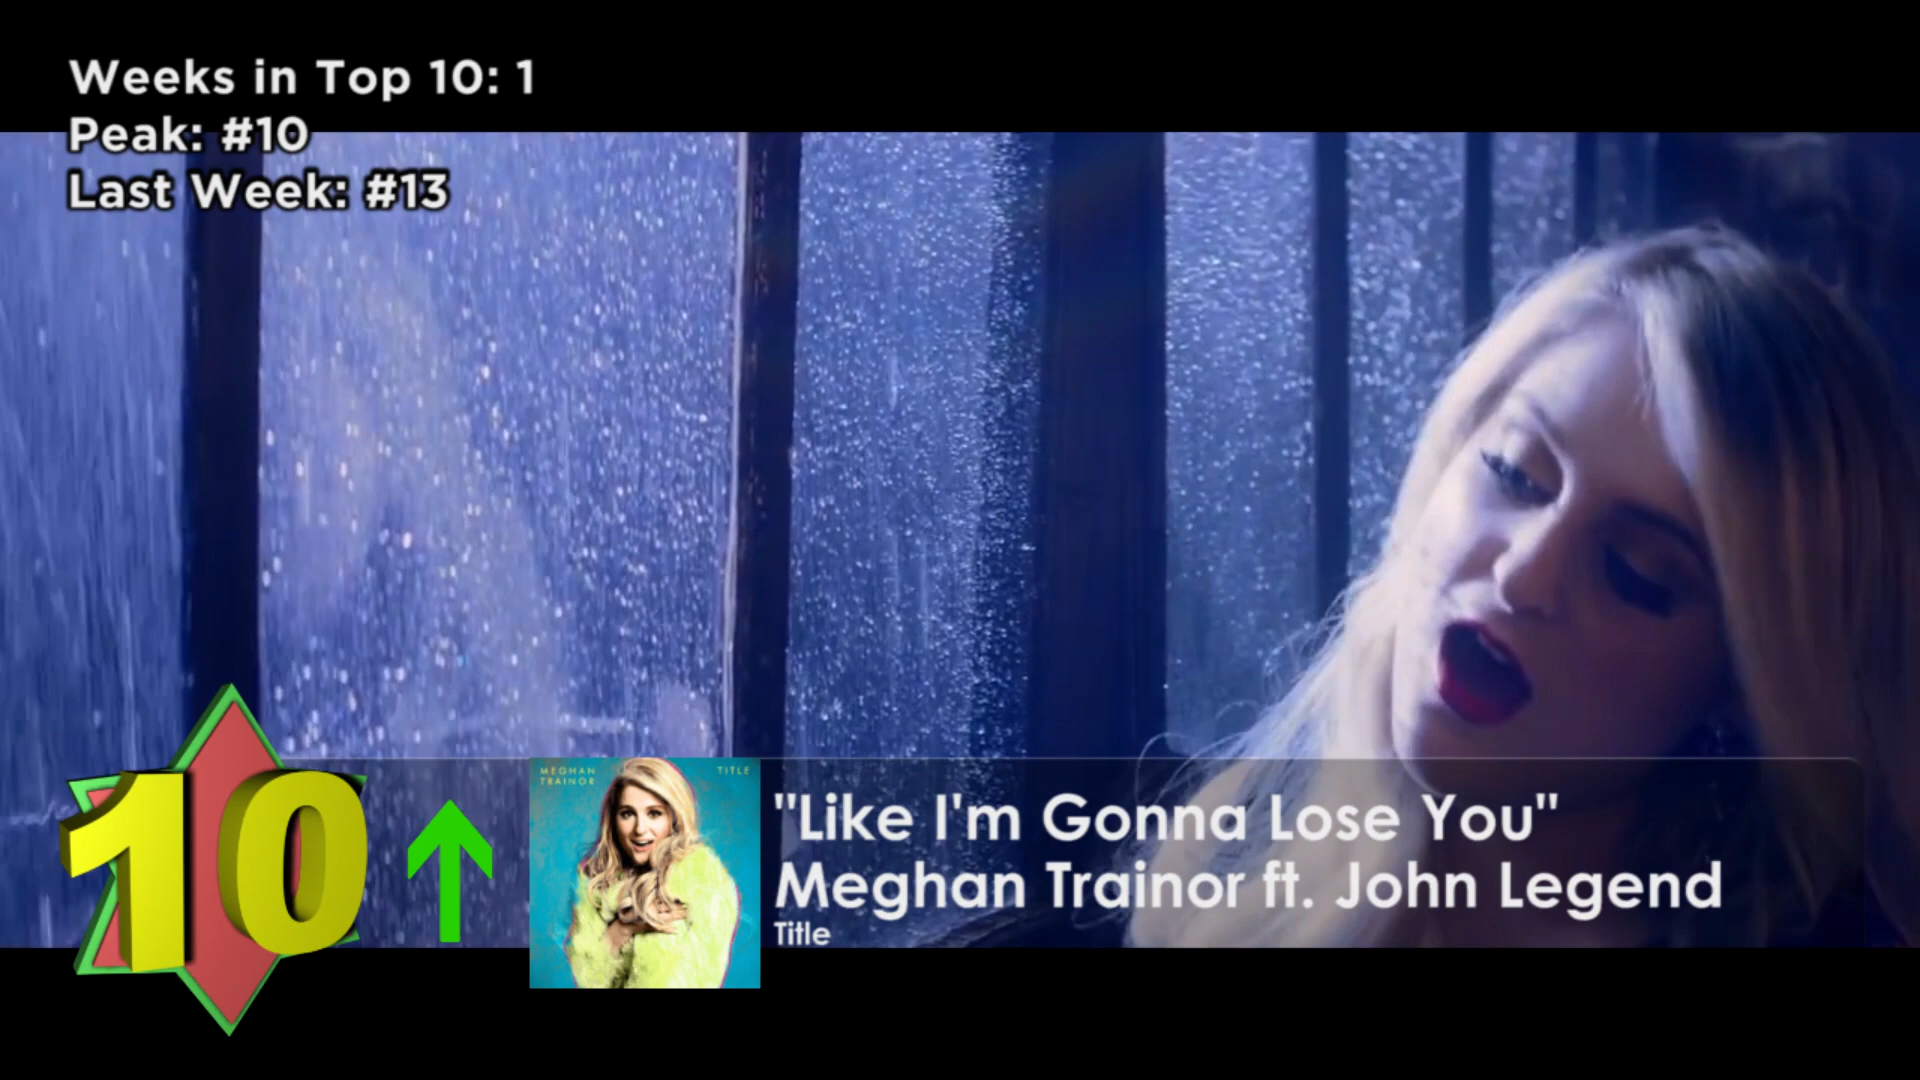 Weeks in Top 10: 1
Peak: #10
Last Week: #13
10
MEGHAN TITLE
TRAINOR
"Like I'm Gonna Lose You"
Meghan Trainor ft. John Legend
Title